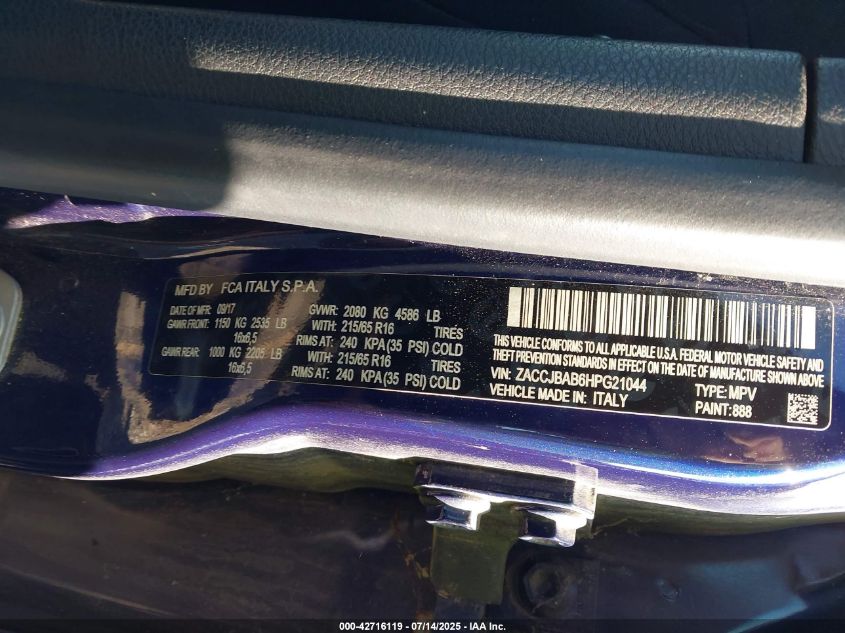 MFD BY FCA ITALY S.P.A.
DATE OF MFR 09/17 GVWR: 2080 KG 4586 LB
GAWR FRONT: 1150 KG 2535 LB WITH: 215/65 R16 TIRES
16x6,5 RIMS AT: 240 KPA(35 PSI) COLD
GAWR REAR: 1000 KG 2205 LB WITH: 215/65 R16 TIRES
16x6,5 RIMS AT: 240 KPA(35 PSI) COLD
THIS VEHICLE CONFORMS TO ALL APPLICABLE U.S.A. FEDERAL MOTOR VEHICLE SAFETY AND
THEFT PREVENTION STANDARDS IN EFFECT ON THE DATE OF MANUFACTURE SHOWN ABOVE
VIN: ZACCJBAB6HPG21044 TYPE: MPV
VEHICLE MADE IN: ITALY PAINT: 888
000-42716119 - 07/14/2025 - IAA Inc.